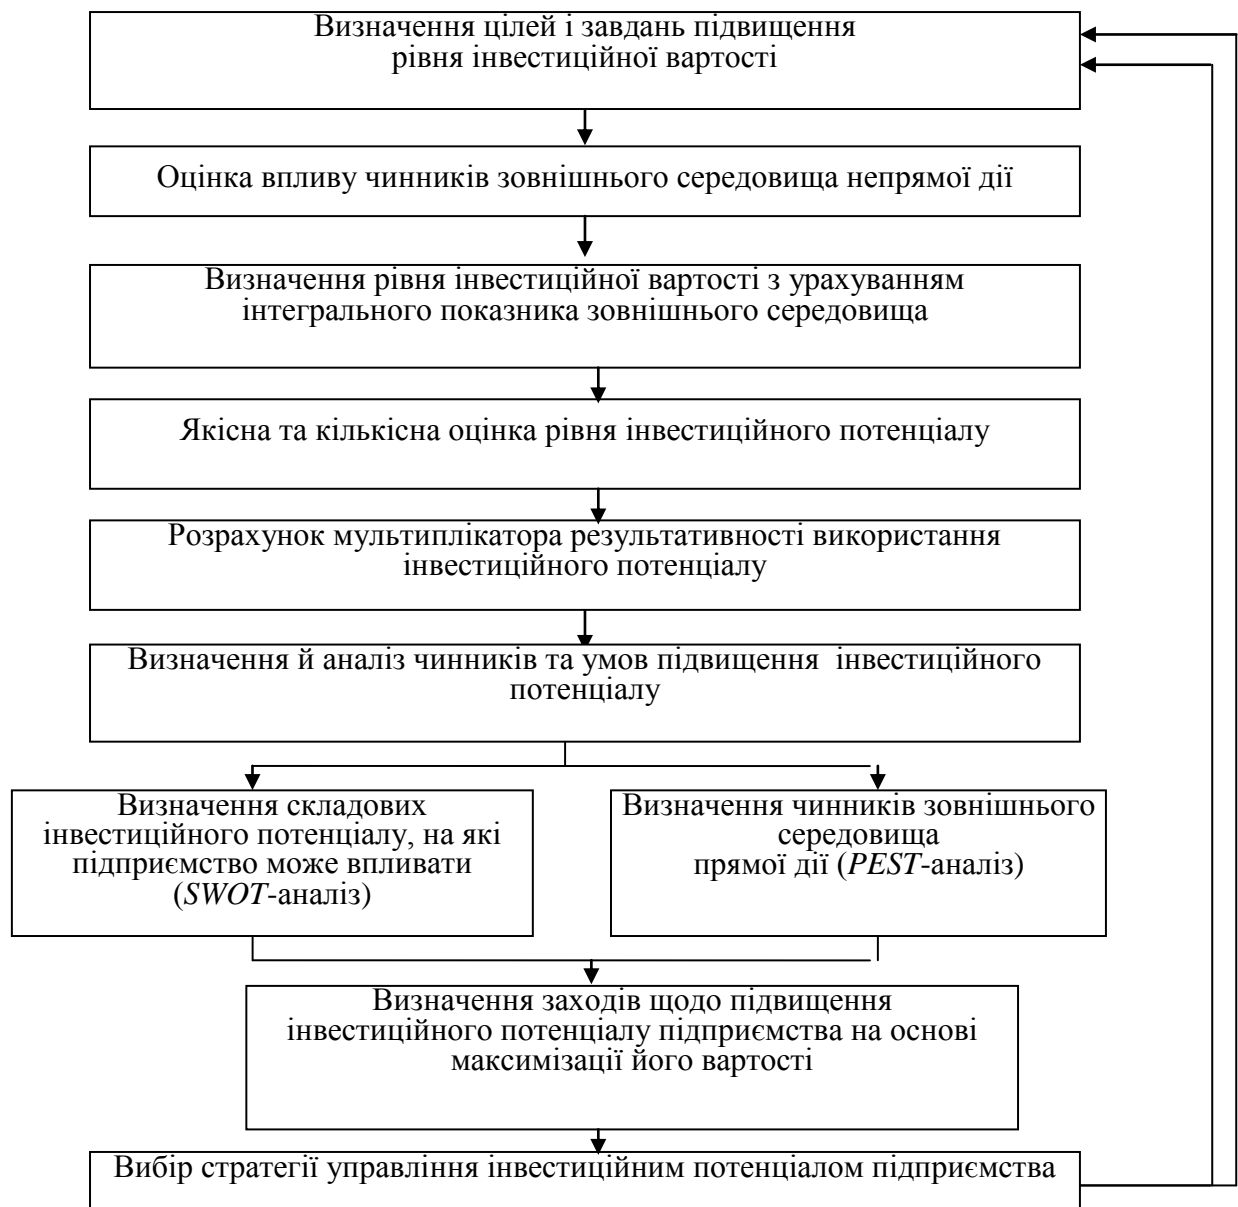 Визначення цілей і завдань підвищення
рівня інвестиційної вартості
Оцінка впливу чинників зовнішнього середовища непрямої дії
Визначення рівня інвестиційної вартості з урахуванням
інтегрального показника зовнішнього середовища
Якісна та кількісна оцінка рівня інвестиційного потенціалу
Розрахунок мультиплікатора результативності використання
інвестиційного потенціалу
Визначення й аналіз чинників та умов підвищення інвестиційного
потенціалу
Визначення складових
інвестиційного потенціалу, на які
підприємство може впливати
(SWOT-аналіз)
Визначення чинників зовнішнього
середовища
прямої дії (PEST-аналіз)
Визначення заходів щодо підвищення
інвестиційного потенціалу підприємства на основі
максимізації його вартості
Вибір стратегії управління інвестиційним потенціалом підприємства